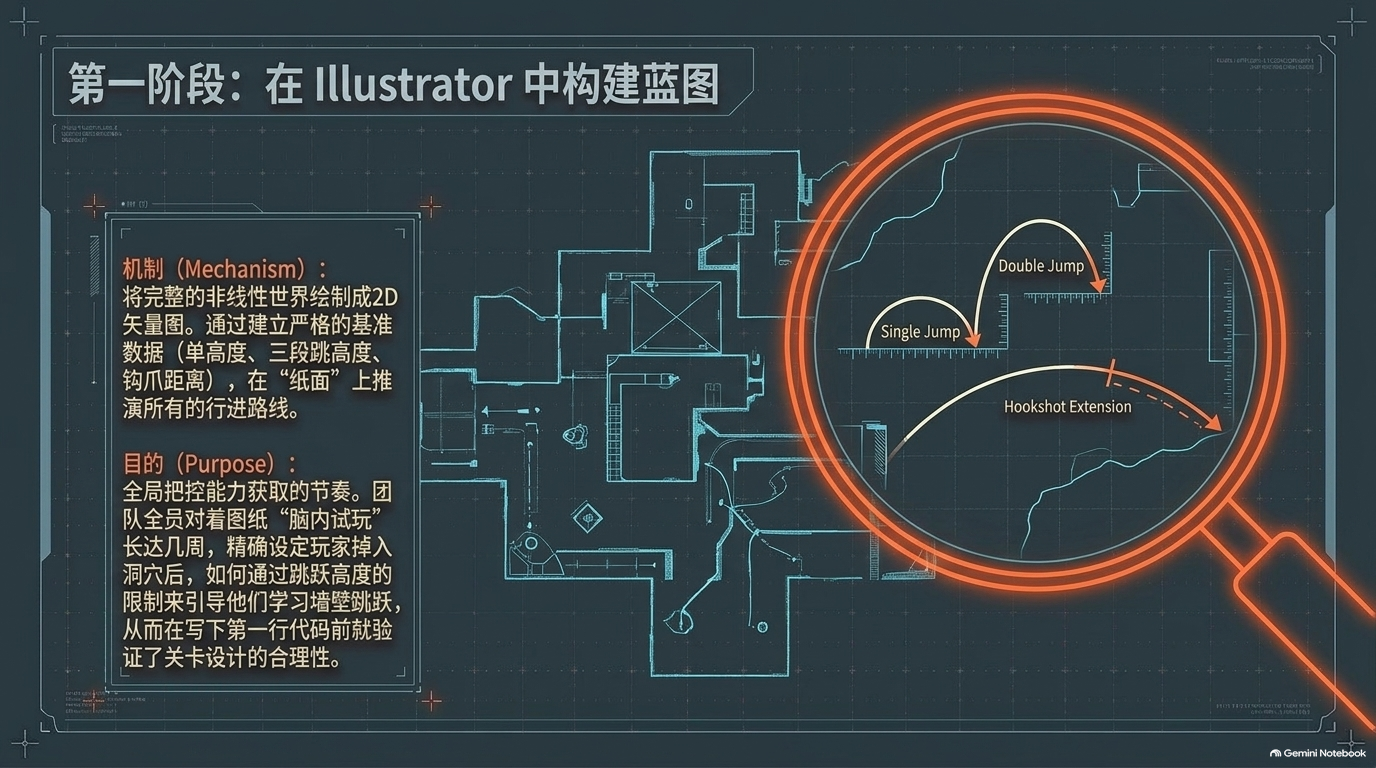 第一阶段：在 Illustrator 中构建蓝图
机制（Mechanism）：
将完整的非线性世界绘制成2D
矢量图。通过建立严格的基准
数据（单高度、三段跳高度、
钩爪距离），在“纸面”上推
演所有的行进路线。
目的（Purpose）：
全局把控能力获取的节奏。团
队全员对着图纸“脑内试玩”
长达几周，精确设定玩家掉入
洞穴后，如何通过跳跃高度的
限制来引导他们学习墙壁跳跃，
从而在写下第一行代码前就验
证了关卡设计的合理性。
Double Jump
Single Jump
Hookshot Extension
Gemini Notebook